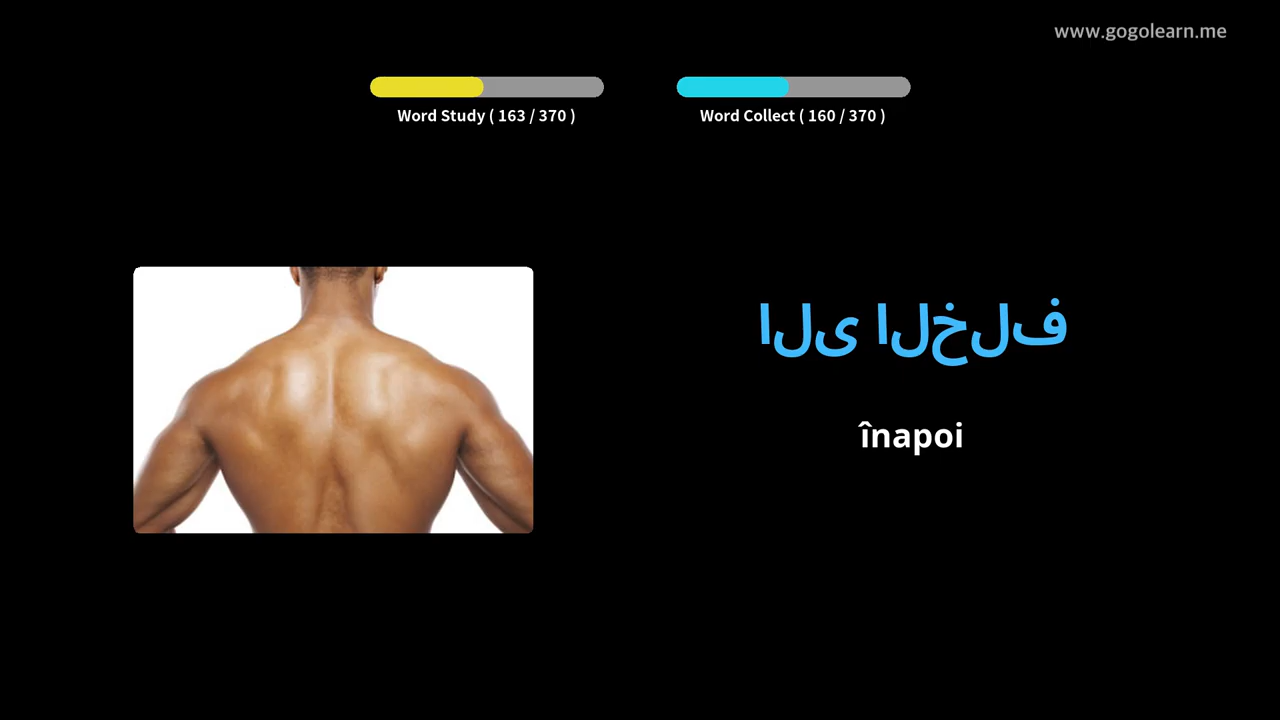 www.gogolearn.me
Word Study ( 163 / 370 )
Word Collect ( 160 / 370 )
الى الخلف
înapoi